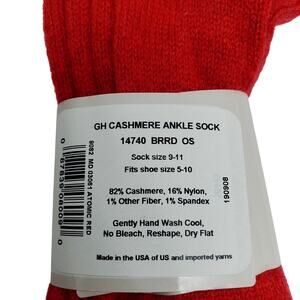 GH CASHMERE ANKLE SOCK
14740 BRRD OS
Sock size 9-11
Fits shoe size 5-10
82% Cashmere, 16% Nylon,
1% Other Fiber, 1% Spandex
Gently Hand Wash Cool,
No Bleach, Reshape, Dry Flat
Made in the USA of US and imported yarns
9082 MD 03081 ATOMIC RED
190608